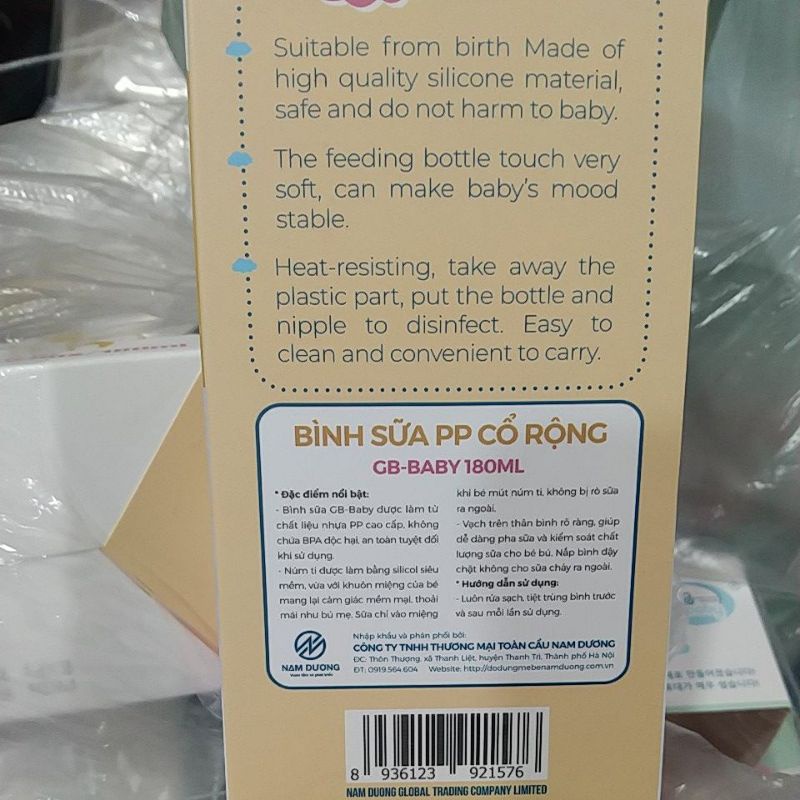 Suitable from birth Made of
high quality silicone material,
safe and do not harm to baby.
The feeding bottle touch very
soft, can make baby's mood
stable.
Heat-resisting, take away the
plastic part, put the bottle and
nipple to disinfect. Easy to
clean and convenient to carry.
BÌNH SỮA PP CỔ RỘNG
GB-BABY 180ML
* Đặc điểm nổi bật:
- Bình sữa GB-Baby được làm từ
chất liệu nhựa PP cao cấp, không
chứa BPA độc hại, an toàn tuyệt đối
khi sử dụng.
- Núm ti được làm bằng silicol siêu
mềm, vừa với khuôn miệng của bé
mang lại cảm giác mềm mại, thoải
mái như bú mẹ. Sữa chỉ vào miệng
khi bé mút núm ti, không bị rò sữa
ra ngoài.
- Vạch trên thân bình rõ ràng, giúp
dễ dàng pha sữa và kiểm soát chất
lượng sữa cho bé bú. Nắp bình đậy
chặt không cho sữa chảy ra ngoài.
* Hướng dẫn sử dụng:
- Luôn rửa sạch, tiệt trùng bình trước
và sau mỗi lần sử dụng.
NAM DƯƠNG
Nhập khẩu và phân phối bởi:
CÔNG TY TNHH THƯƠNG MẠI TOÀN CẦU NAM DƯƠNG
ĐC: Thôn Thượng, xã Thanh Liệt, huyện Thanh Trì, Thành phố Hà Nội
ĐT: 0919.564.604 Website: http://dodungmebenamduong.com.vn
8 936123 921576
NAM DUONG GLOBAL TRADING COMPANY LIMITED
180ml